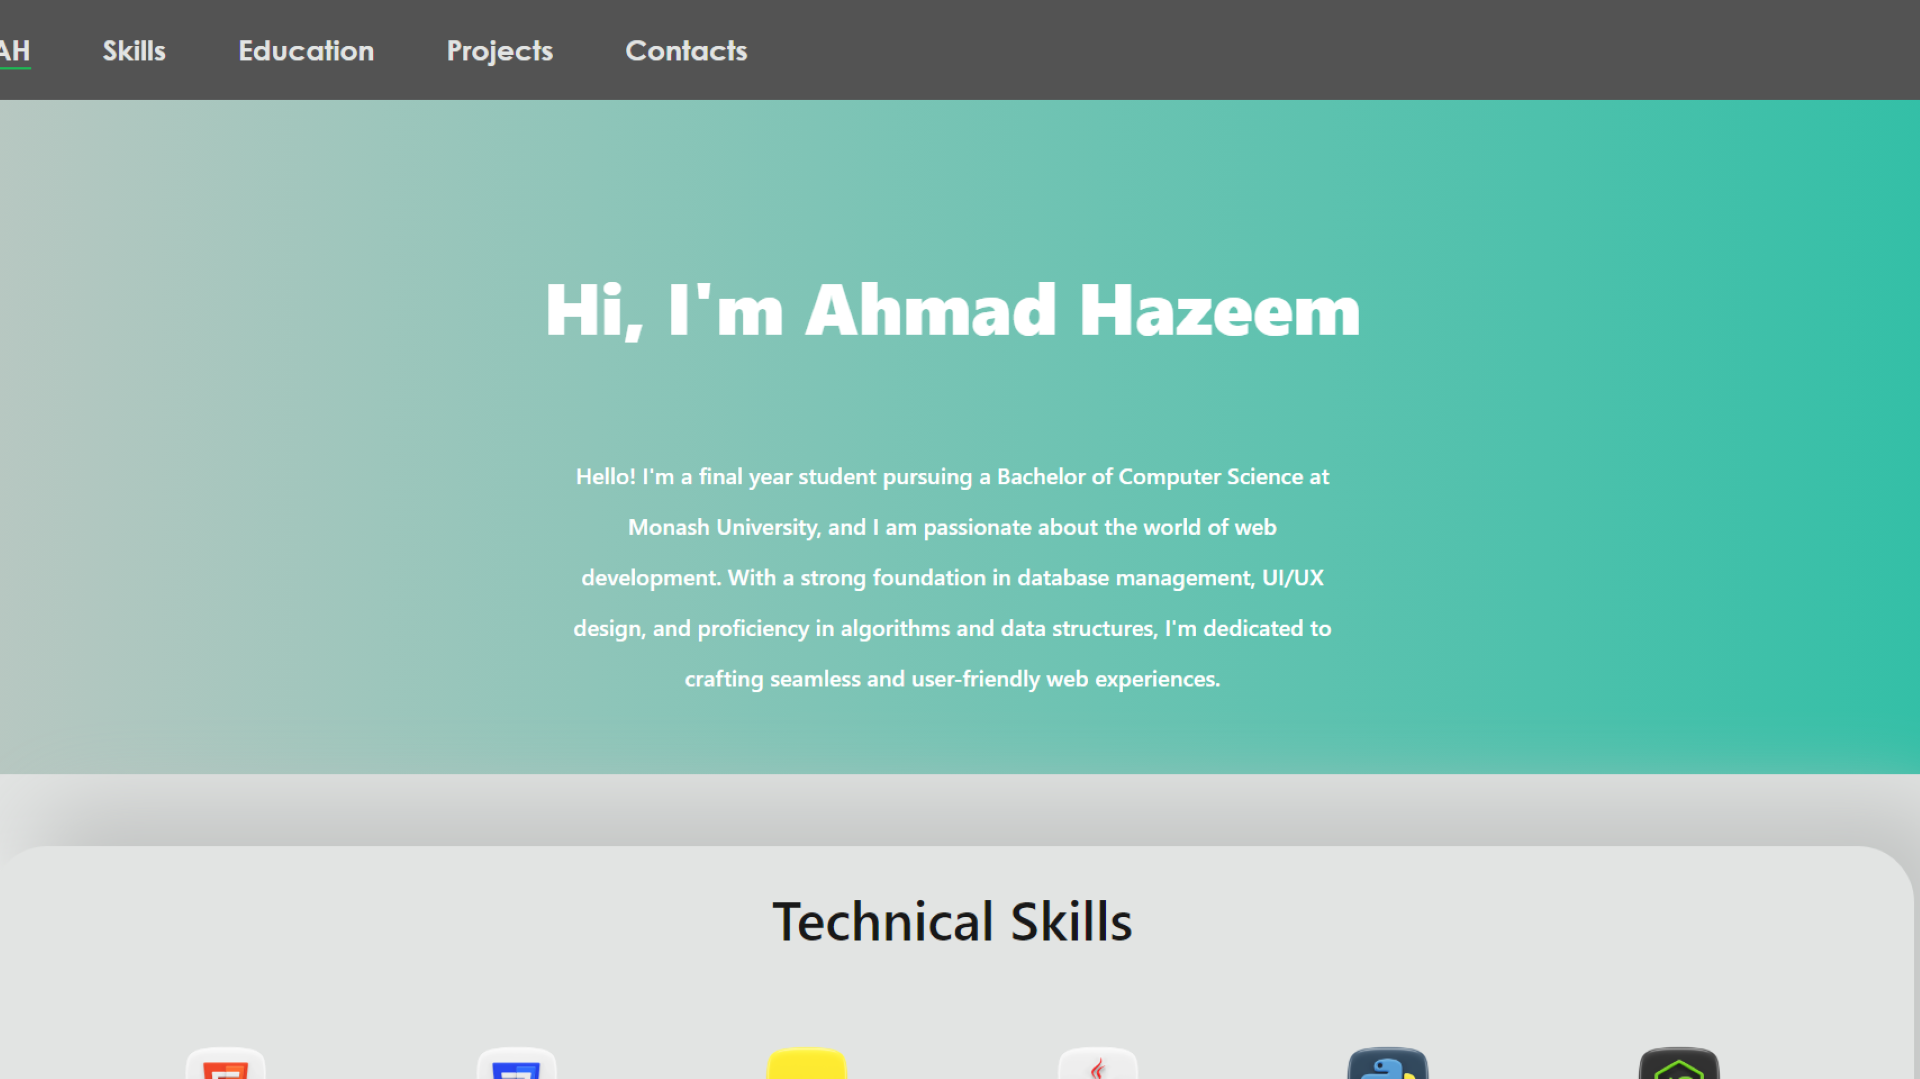 AH Skills Education Projects Contacts
Hi, I'm Ahmad Hazeem
Hello! I'm a final year student pursuing a Bachelor of Computer Science at
Monash University, and I am passionate about the world of web
development. With a strong foundation in database management, UI/UX
design, and proficiency in algorithms and data structures, I'm dedicated to
crafting seamless and user-friendly web experiences.
Technical Skills